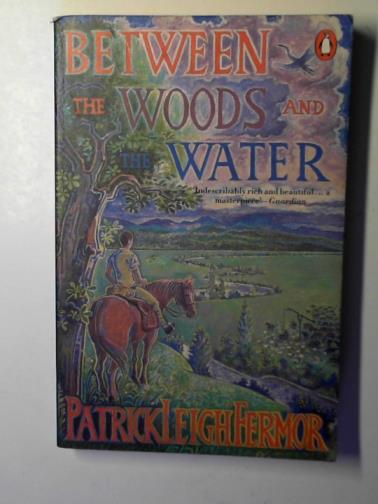 BETWEEN
THE WOODS AND
THE WATER
'Indescribably rich and beautiful... a
masterpiece'–Guardian
PATRICK LEIGH FERMOR